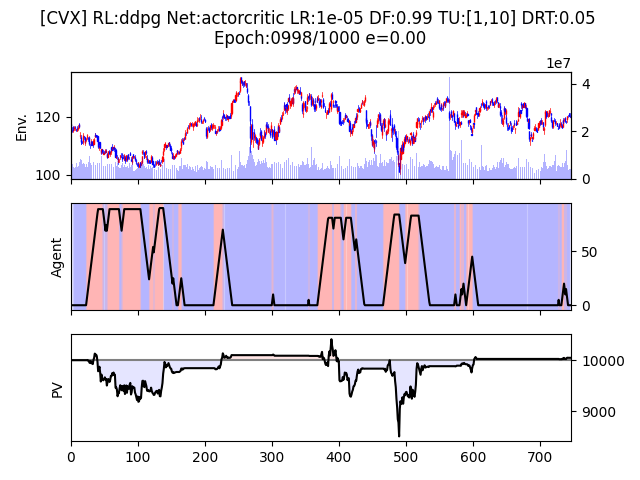 [CVX] RL:ddpg Net:actorcritic LR:1e-05 DF:0.99 TU:[1,10] DRT:0.05
Epoch:0998/1000 e=0.00
1e7
Env.
120
100
4
2
0
Agent
50
0
PV
10000
9000
0 100 200 300 400 500 600 700